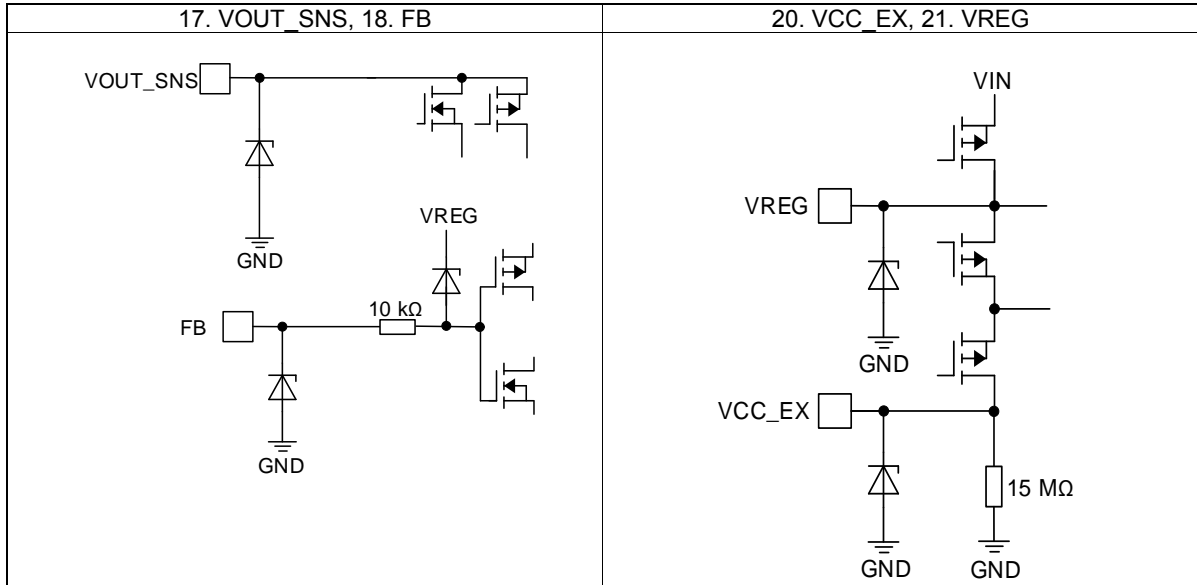 17. VOUT_SNS, 18. FB
20. VCC_EX, 21. VREG
VOUT_SNS
GND
VREG
10 kΩ
FB
GND
VIN
VREG
GND
VCC_EX
15 MΩ
GND
GND